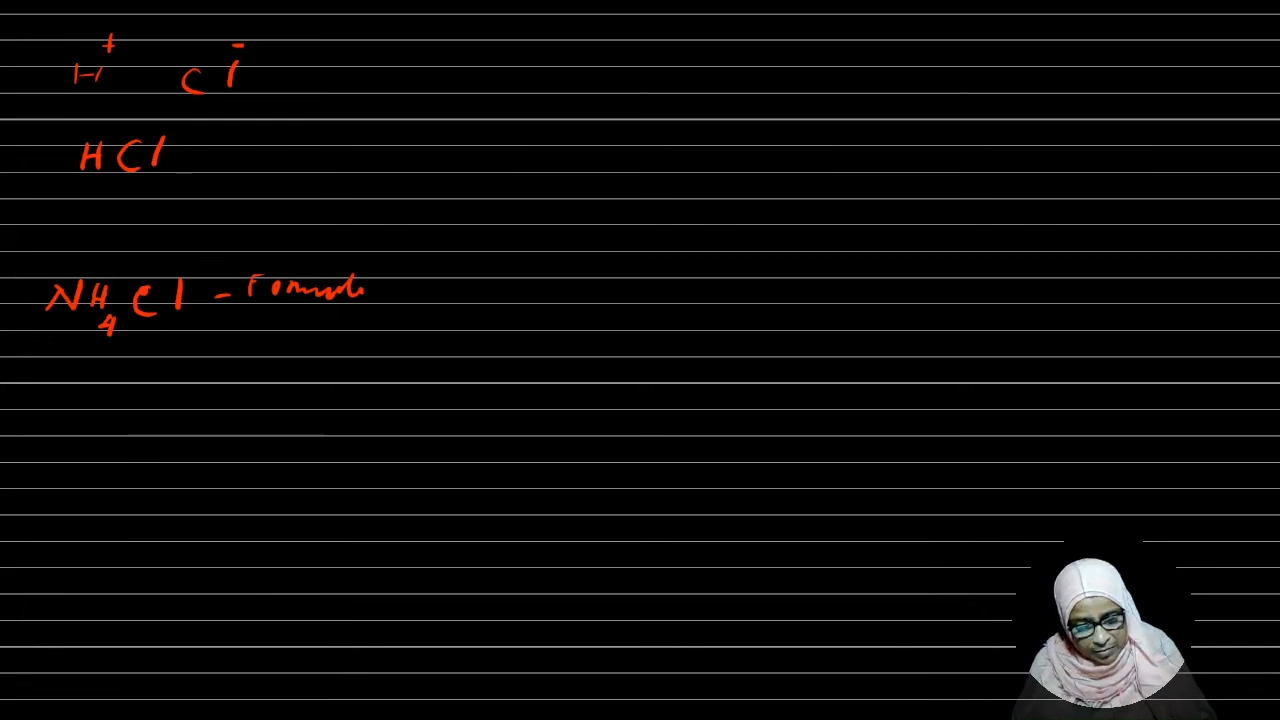 H⁺ Cl⁻
HCl
NH₄Cl - Formula